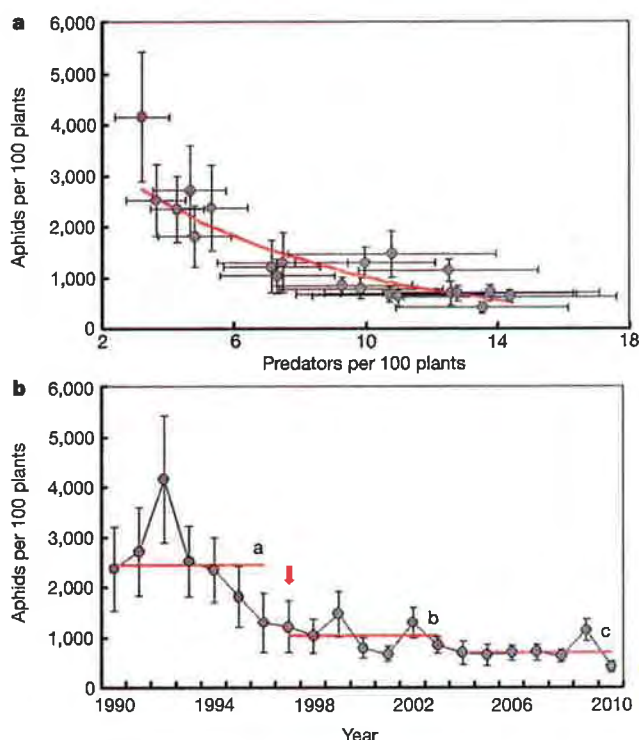 a
6,000
5,000
4,000
3,000
2,000
1,000
0
Aphids per 100 plants
2 6 10 14 18
Predators per 100 plants
b
6,000
5,000
4,000
3,000
2,000
1,000
0
Aphids per 100 plants
a
b
c
1990 1994 1998 2002 2006 2010
Year